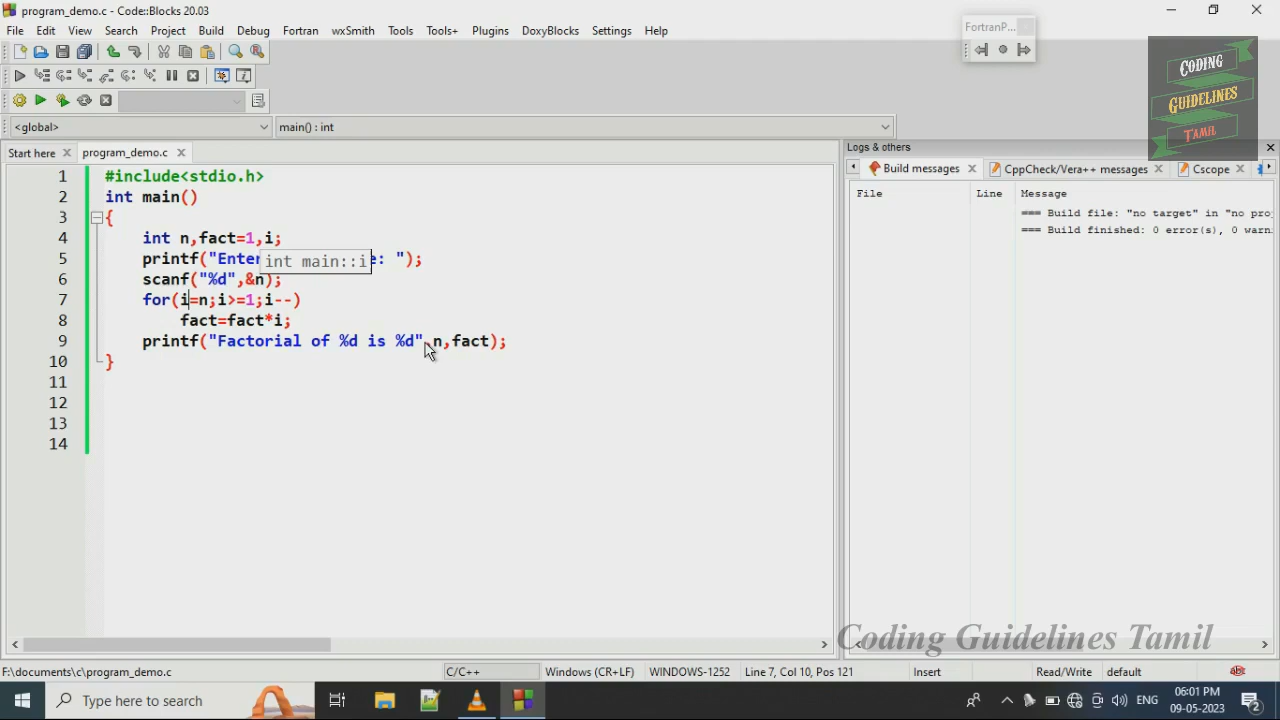 program_demo.c - Code::Blocks 20.03
File Edit View Search Project Build Debug Fortran wxSmith Tools Tools+ Plugins DoxyBlocks Settings Help
FortranP...
CODING
GUIDELINES
TAMIL
<global>
main() : int
Start here
program_demo.c
Logs & others
Build messages
CppCheck/Vera++ messages
Cscope
File Line Message
=== Build file: "no target" in "no proj
=== Build finished: 0 error(s), 0 warni
1 #include<stdio.h>
2 int main()
3 {
4 int n,fact=1,i;
5 printf("Enter e: ");
int main::i
6 scanf("%d",&n);
7 for(i=n;i>=1;i--)
8 fact=fact*i;
9 printf("Factorial of %d is %d",n,fact);
10 }
11
12
13
14
Coding Guidelines Tamil
F:\documents\c\program_demo.c C/C++ Windows (CR+LF) WINDOWS-1252 Line 7, Col 10, Pos 121 Insert Read/Write default
Type here to search
ENG
06:01 PM
09-05-2023
2